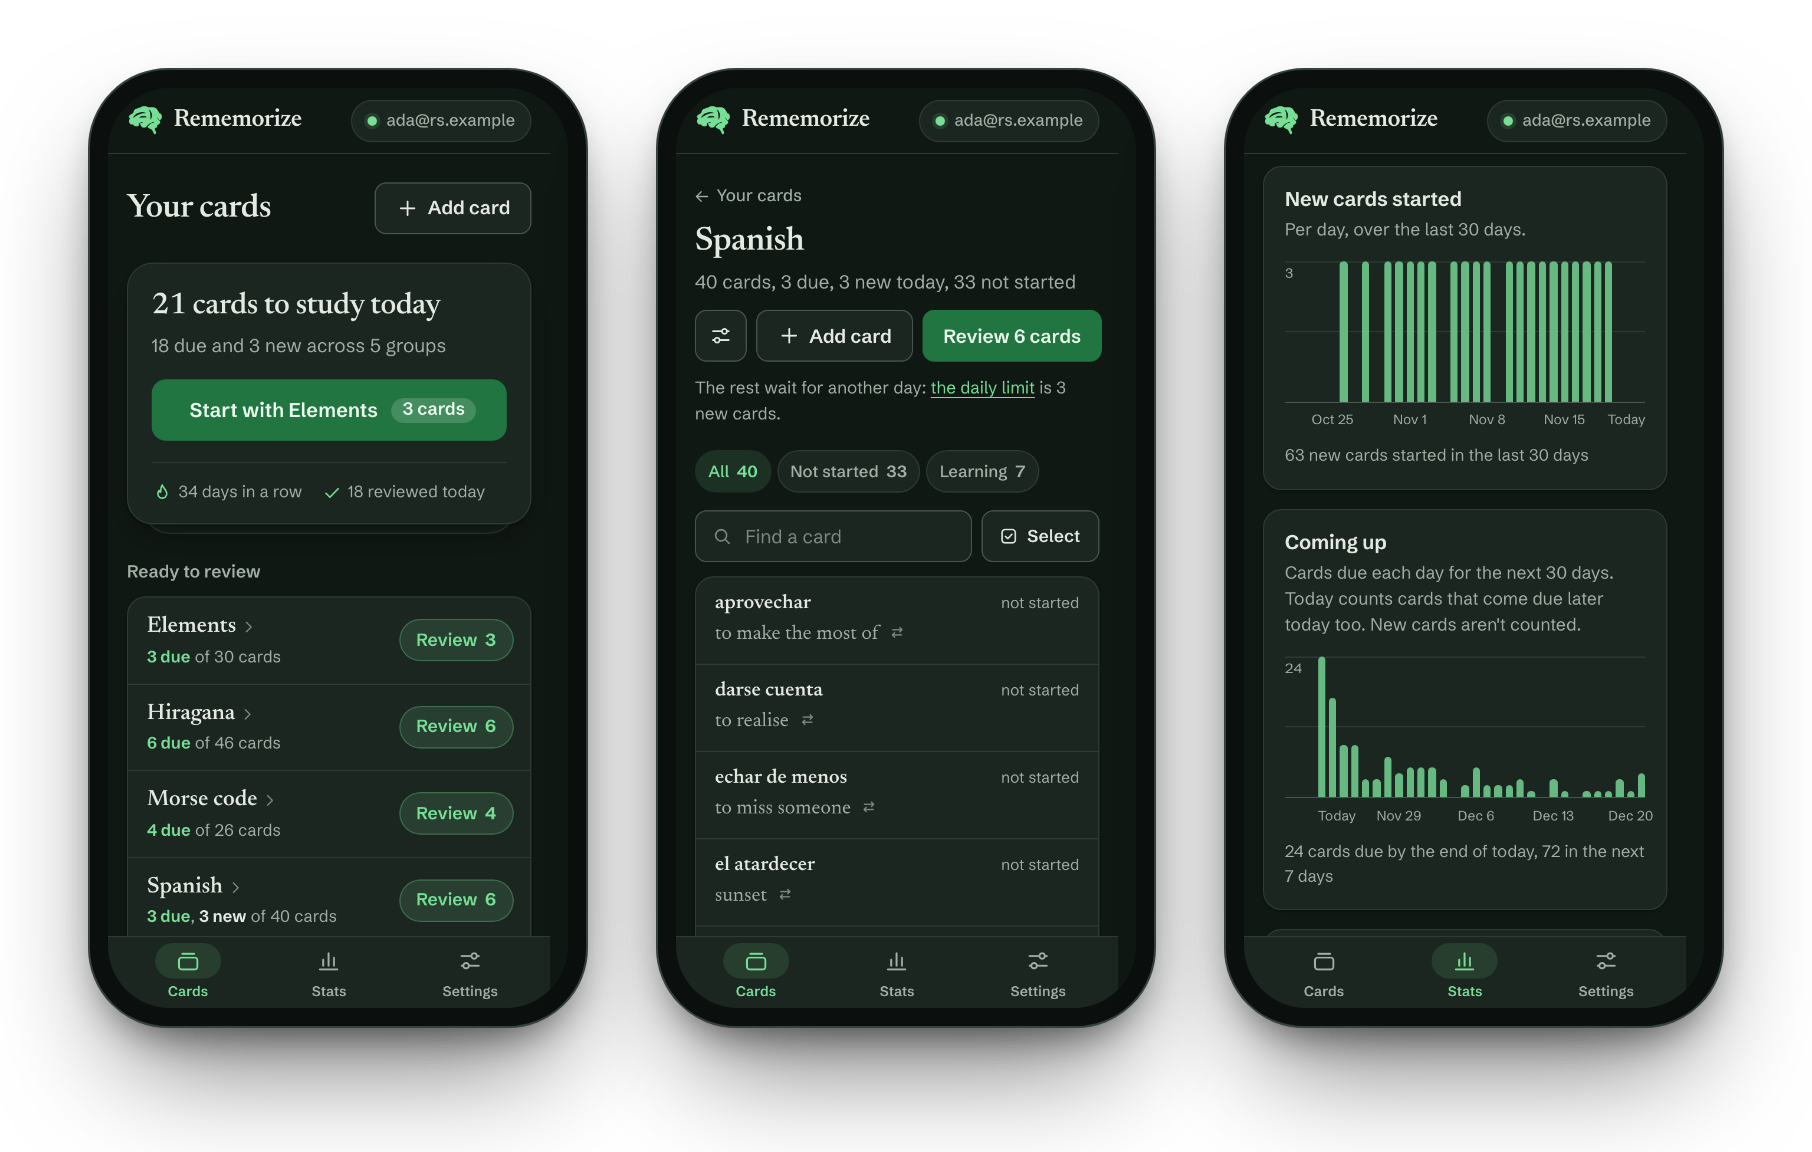 Rememorize
ada@rs.example
Your cards
Add card
21 cards to study today
18 due and 3 new across 5 groups
Start with Elements 3 cards
34 days in a row 18 reviewed today
Ready to review
Elements
3 due of 30 cards
Review 3
Hiragana
6 due of 46 cards
Review 6
Morse code
4 due of 26 cards
Review 4
Spanish
3 due, 3 new of 40 cards
Review 6
Cards Stats Settings
Rememorize
ada@rs.example
← Your cards
Spanish
40 cards, 3 due, 3 new today, 33 not started
Add card
Review 6 cards
The rest wait for another day: the daily limit is 3
new cards.
All 40 Not started 33 Learning 7
Find a card
Select
aprovechar not started
to make the most of
darse cuenta not started
to realise
echar de menos not started
to miss someone
el atardecer not started
sunset
Cards Stats Settings
Rememorize
ada@rs.example
New cards started
Per day, over the last 30 days.
3
Oct 25 Nov 1 Nov 8 Nov 15 Today
63 new cards started in the last 30 days
Coming up
Cards due each day for the next 30 days.
Today counts cards that come due later
today too. New cards aren't counted.
24
Today Nov 29 Dec 6 Dec 13 Dec 20
24 cards due by the end of today, 72 in the next
7 days
Cards Stats Settings